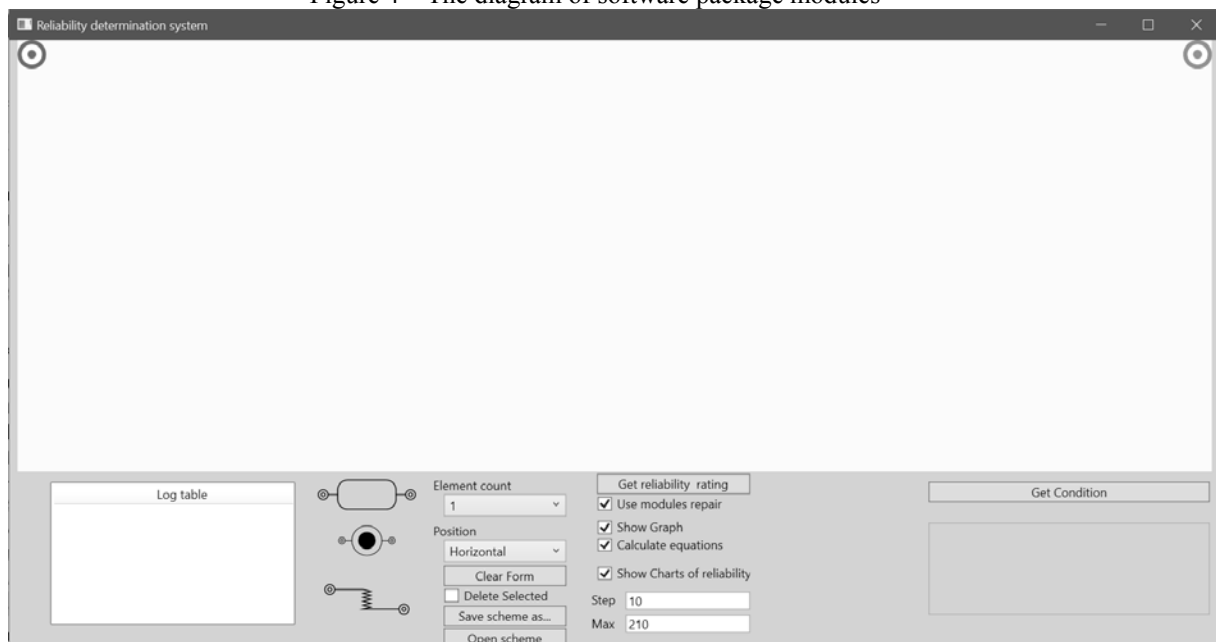 Figure 4 – The diagram of software package modules
Reliability determination system
Log table
Element count
1
Position
Horizontal
Clear Form
Delete Selected
Save scheme as...
Open scheme
Get reliability rating
Use modules repair
Show Graph
Calculate equations
Show Charts of reliability
Step 10
Max 210
Get Condition